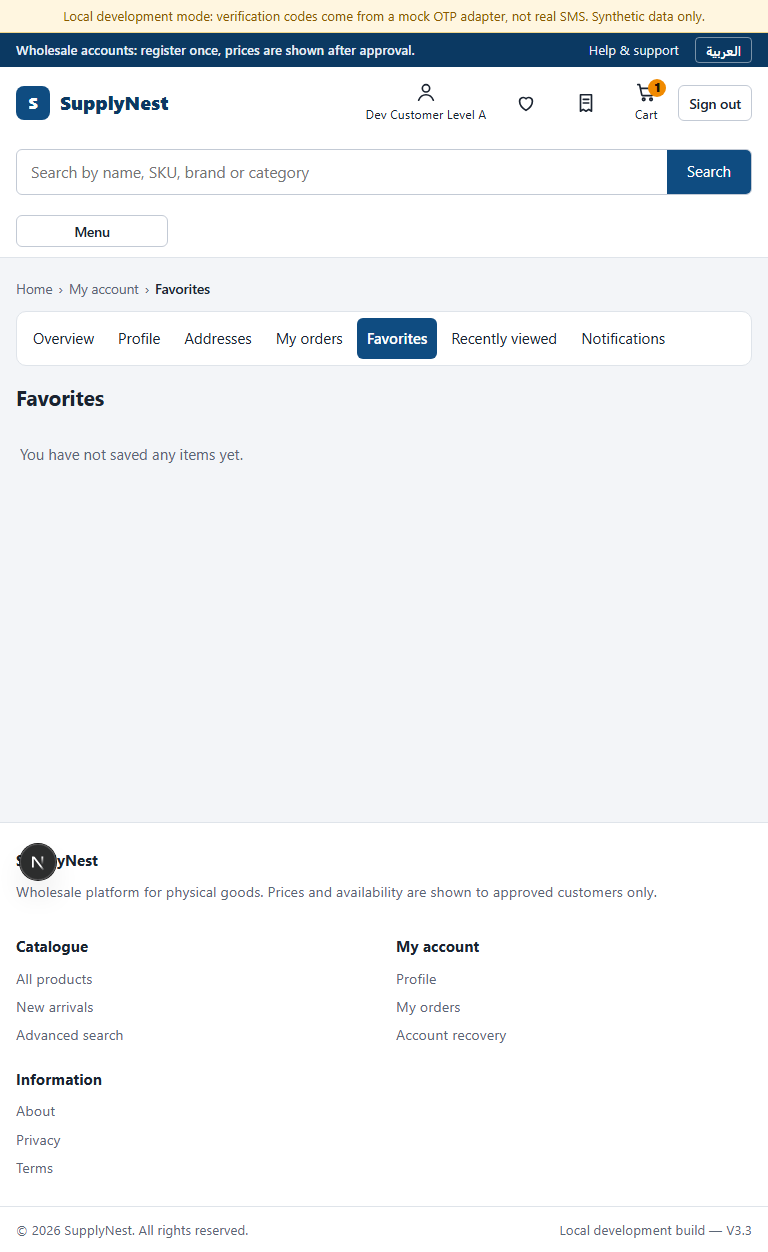 Local development mode: verification codes come from a mock OTP adapter, not real SMS. Synthetic data only.
Wholesale accounts: register once, prices are shown after approval.
Help & support
العربية
S
SupplyNest
Dev Customer Level A
1
Cart
Sign out
Search by name, SKU, brand or category
Search
Menu
Home › My account › Favorites
Overview
Profile
Addresses
My orders
Favorites
Recently viewed
Notifications
Favorites
You have not saved any items yet.
N
yNest
Wholesale platform for physical goods. Prices and availability are shown to approved customers only.
Catalogue
All products
New arrivals
Advanced search
My account
Profile
My orders
Account recovery
Information
About
Privacy
Terms
© 2026 SupplyNest. All rights reserved.
Local development build — V3.3